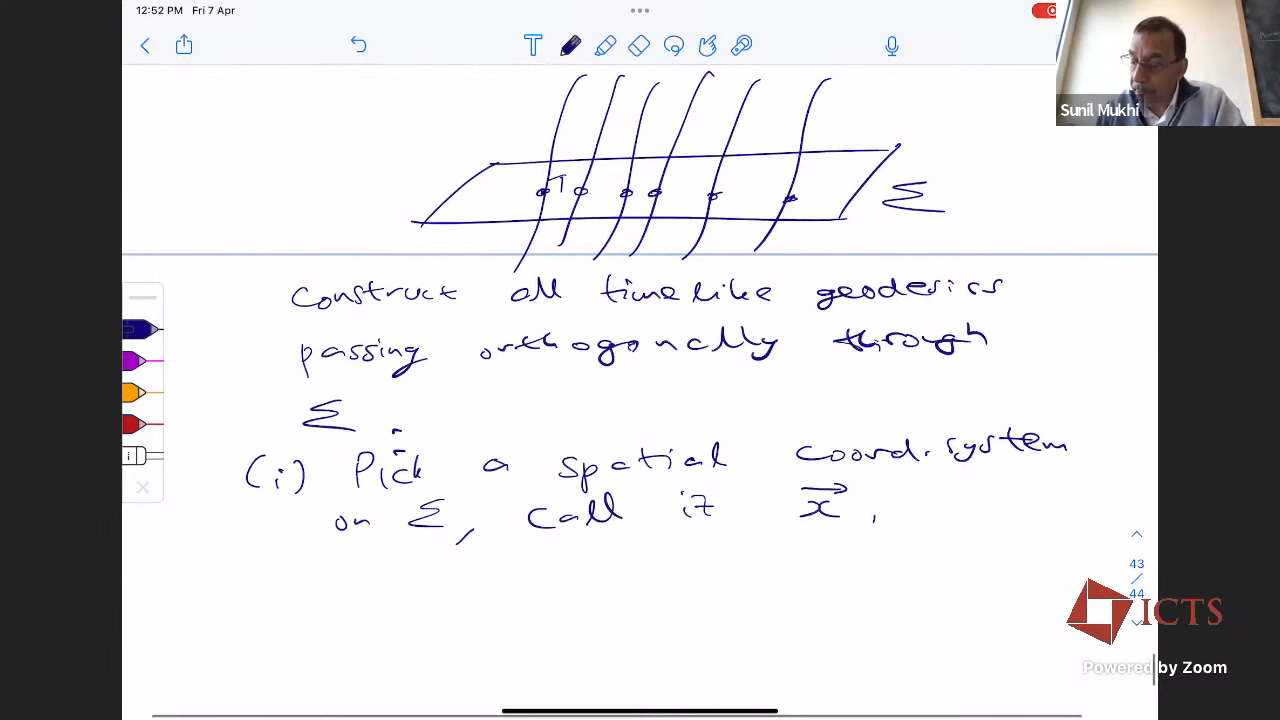 12:52 PM Fri 7 Apr
T
Sunil Mukhi
Σ
construct all timelike geodesics
passing orthogonally through
Σ.
(i) Pick a spatial coord. system
on Σ, call it x⃗,
43
/
44
ICTS
Powered by Zoom